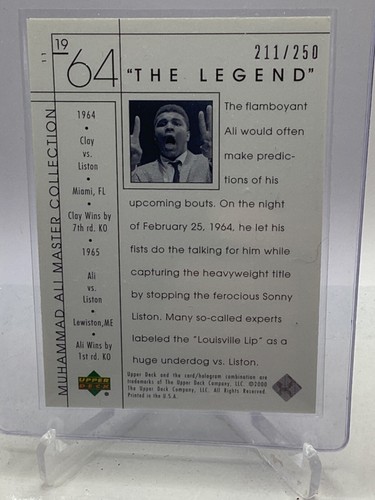 11
19
'64
"THE LEGEND"
211/250
MUHAMMAD ALI MASTER COLLECTION
1964
•
Clay
vs.
Liston
•
Miami, FL
•
Clay Wins by
7th rd. KO
•
1965
•
Ali
vs.
Liston
•
Lewiston,ME
•
Ali Wins by
1st rd. KO
The flamboyant
Ali would often
make predic-
tions of his
upcoming bouts. On the night
of February 25, 1964, he let his
fists do the talking for him while
capturing the heavyweight title
by stopping the ferocious Sonny
Liston. Many so-called experts
labeled the "Louisville Lip" as a
huge underdog vs. Liston.
UPPER
DECK
®
Upper Deck and the card/hologram combination are
trademarks of The Upper Deck Company, LLC. ©2000
The Upper Deck Company, LLC. All Rights Reserved.
Printed in the U.S.A.